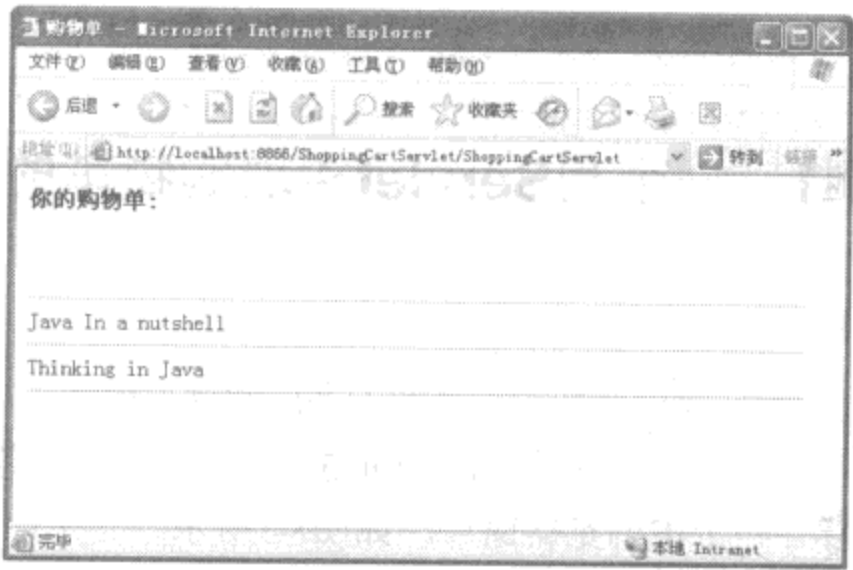 购物单 - Microsoft Internet Explorer
文件(F) 编辑(E) 查看(V) 收藏(A) 工具(T) 帮助(H)
后退 搜索 收藏夹
地址(D) http://localhost:8866/ShoppingCartServlet/ShoppingCartServlet 转到 链接 »
你的购物单:
Java In a nutshell
Thinking in Java
完毕 本地 Intranet